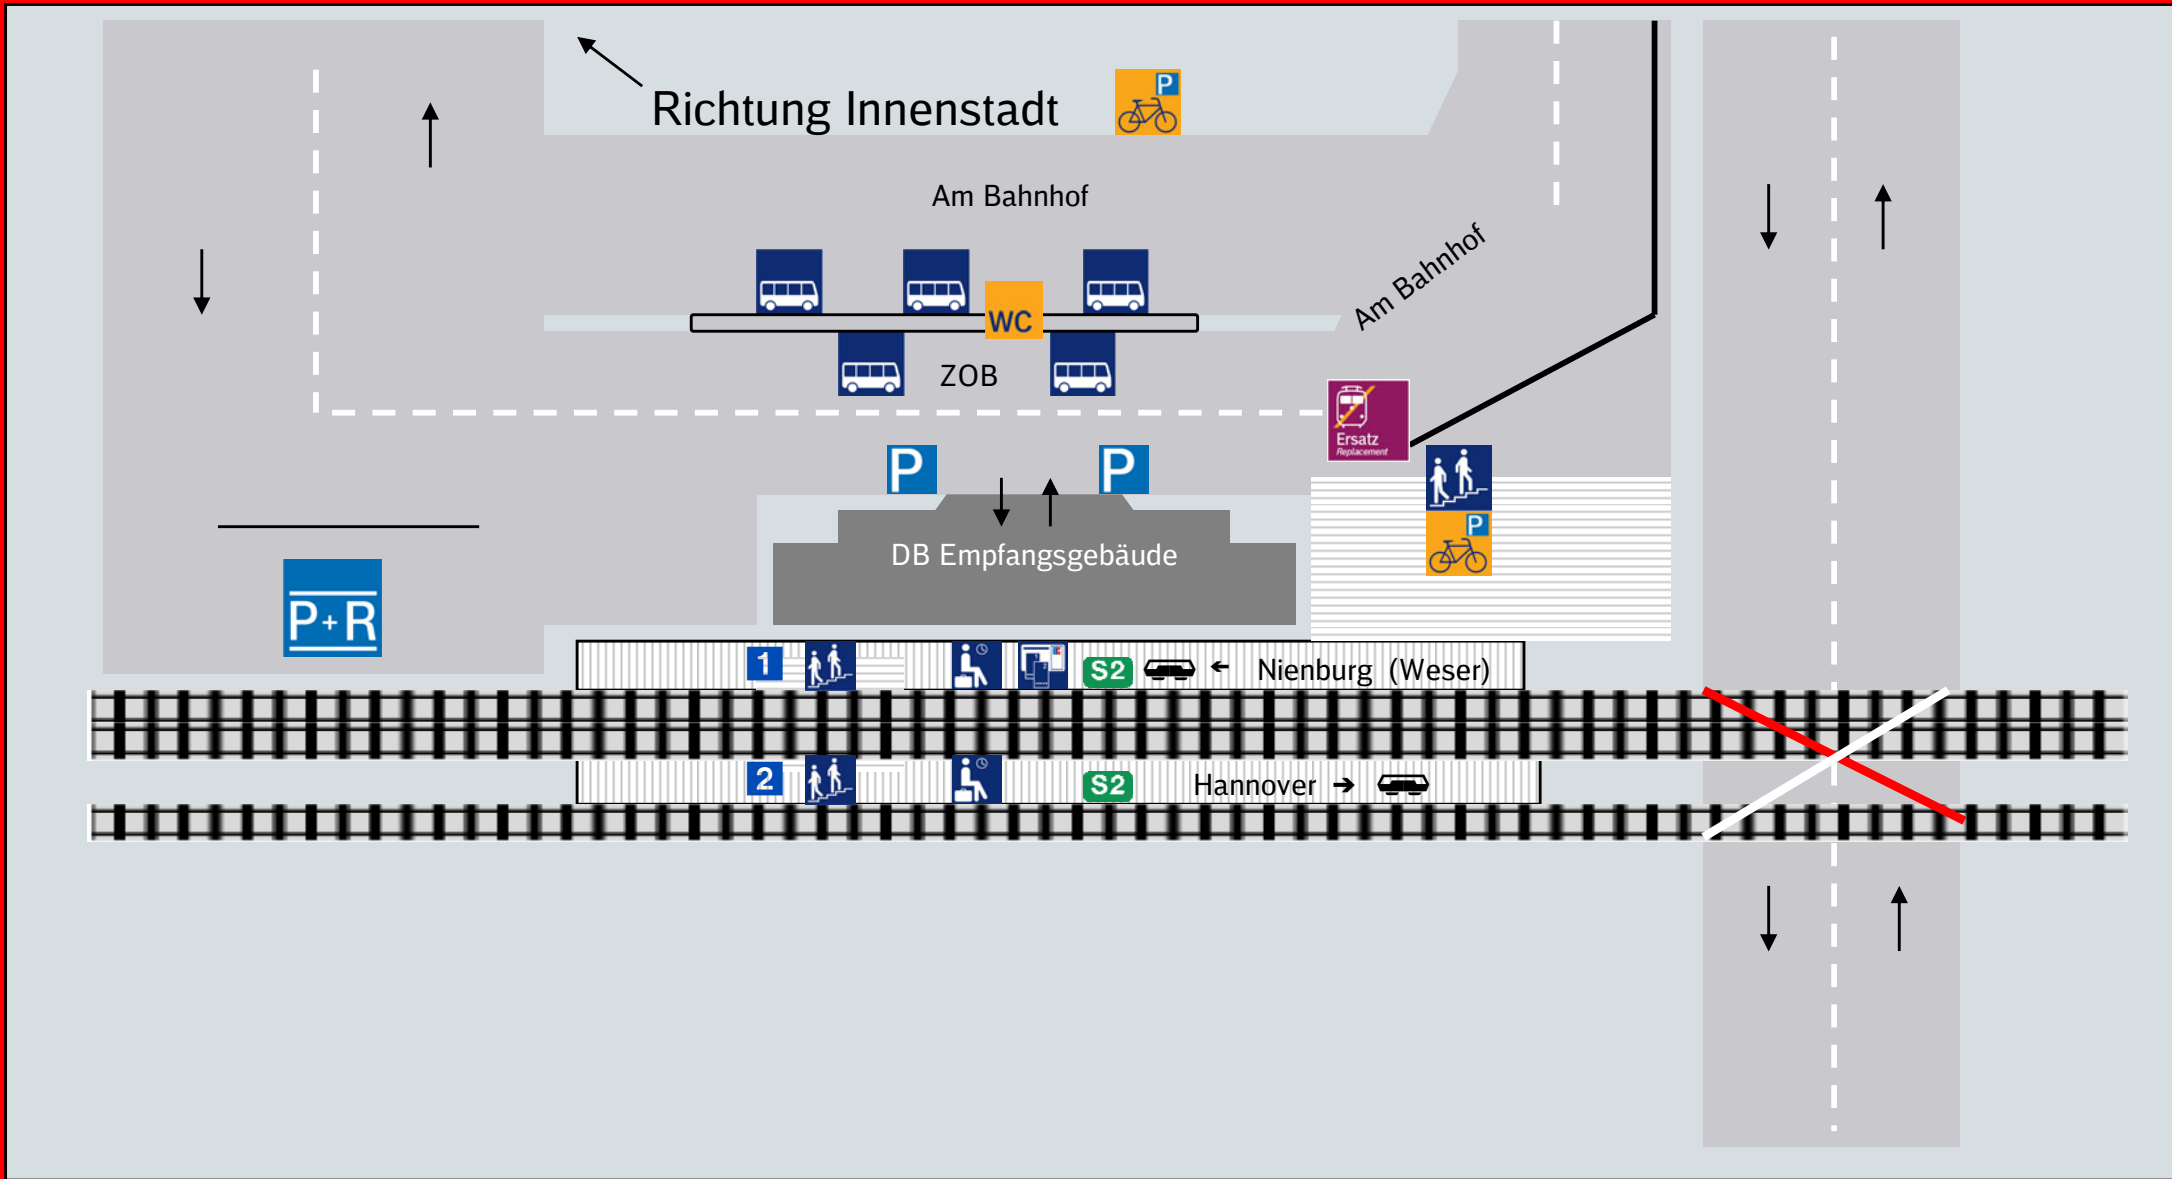 Richtung Innenstadt
P
Am Bahnhof
Am Bahnhof
WC
ZOB
Ersatz
Replacement
P
P
P
DB Empfangsgebäude
P+R
1
S2
← Nienburg (Weser)
2
S2
Hannover →